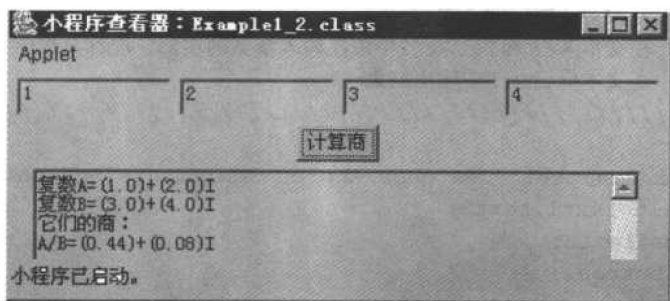 小程序查看器：Example1_2.class
Applet
1 2 3 4
计算商
复数A=(1.0)+(2.0)I
复数B=(3.0)+(4.0)I
它们的商：
A/B=(0.44)+(0.08)I
小程序已启动。